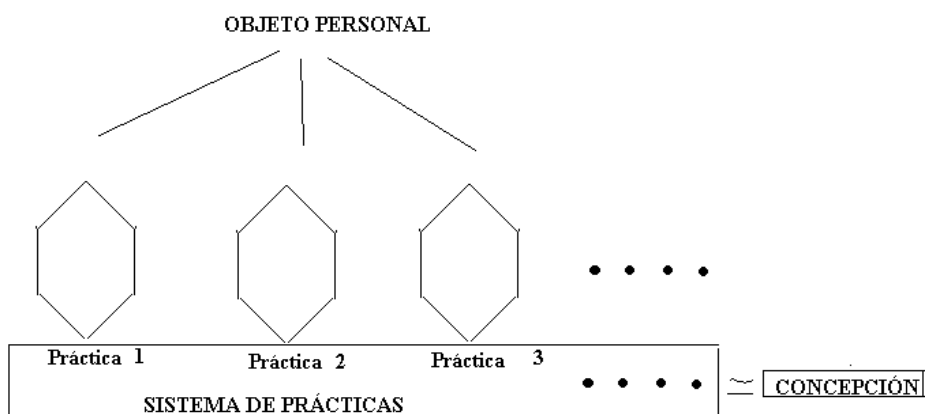 OBJETO PERSONAL
Práctica 1
Práctica 2
Práctica 3
SISTEMA DE PRÁCTICAS
CONCEPCIÓN